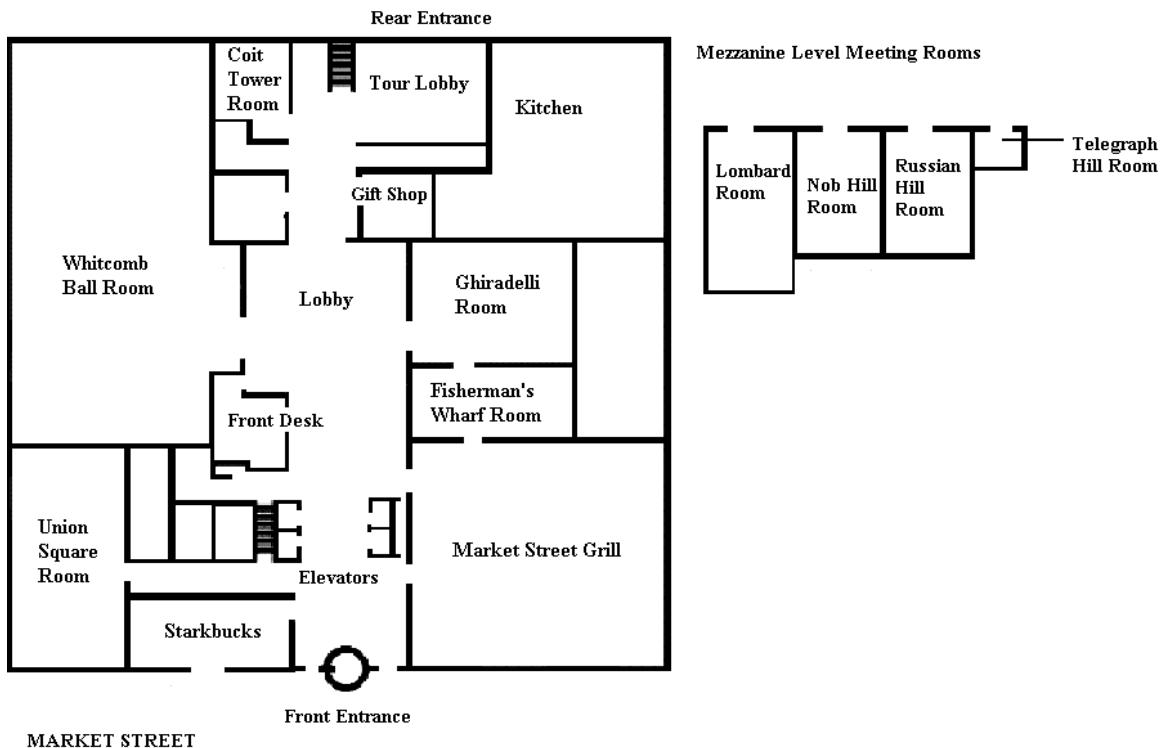 Rear Entrance
Mezzanine Level Meeting Rooms
Coit
Tower
Room
Tour Lobby
Kitchen
Telegraph
Hill Room
Lombard
Room
Nob Hill
Room
Russian
Hill
Room
Gift Shop
Whitcomb
Ball Room
Lobby
Ghiradelli
Room
Fisherman's
Wharf Room
Front Desk
Union
Square
Room
Market Street Grill
Elevators
Starkbucks
Front Entrance
MARKET STREET